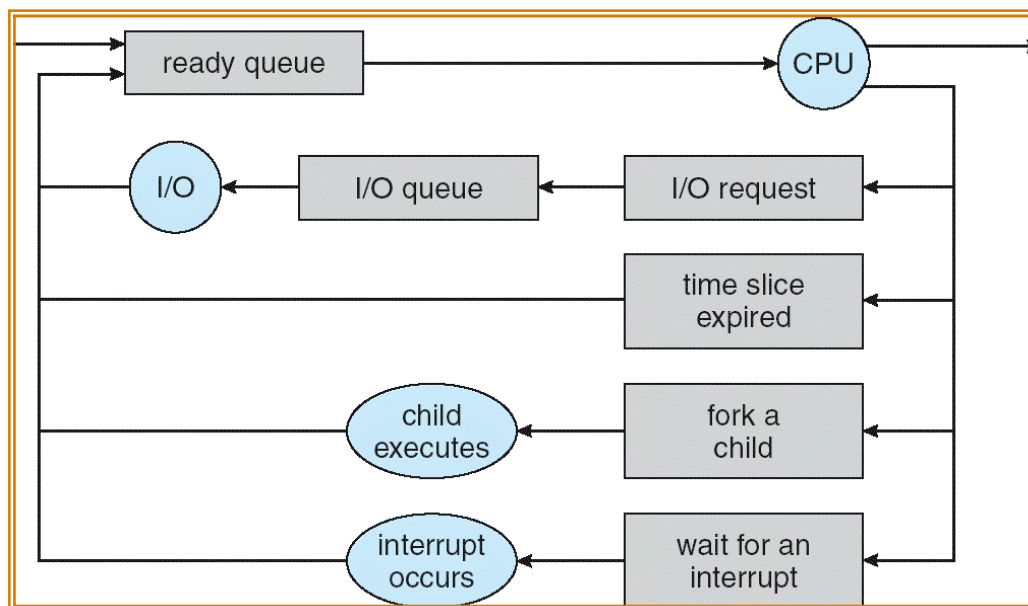 ready queue
CPU
I/O
I/O queue
I/O request
time slice
expired
child
executes
fork a
child
interrupt
occurs
wait for an
interrupt